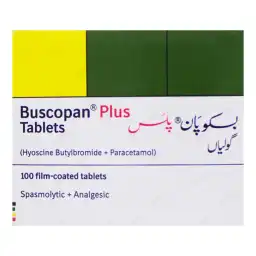 Buscopan® Plus
Tablets
بسکوپان® پلس
گولیاں
(Hyoscine Butylbromide + Paracetamol)
100 film-coated tablets
Spasmolytic + Analgesic